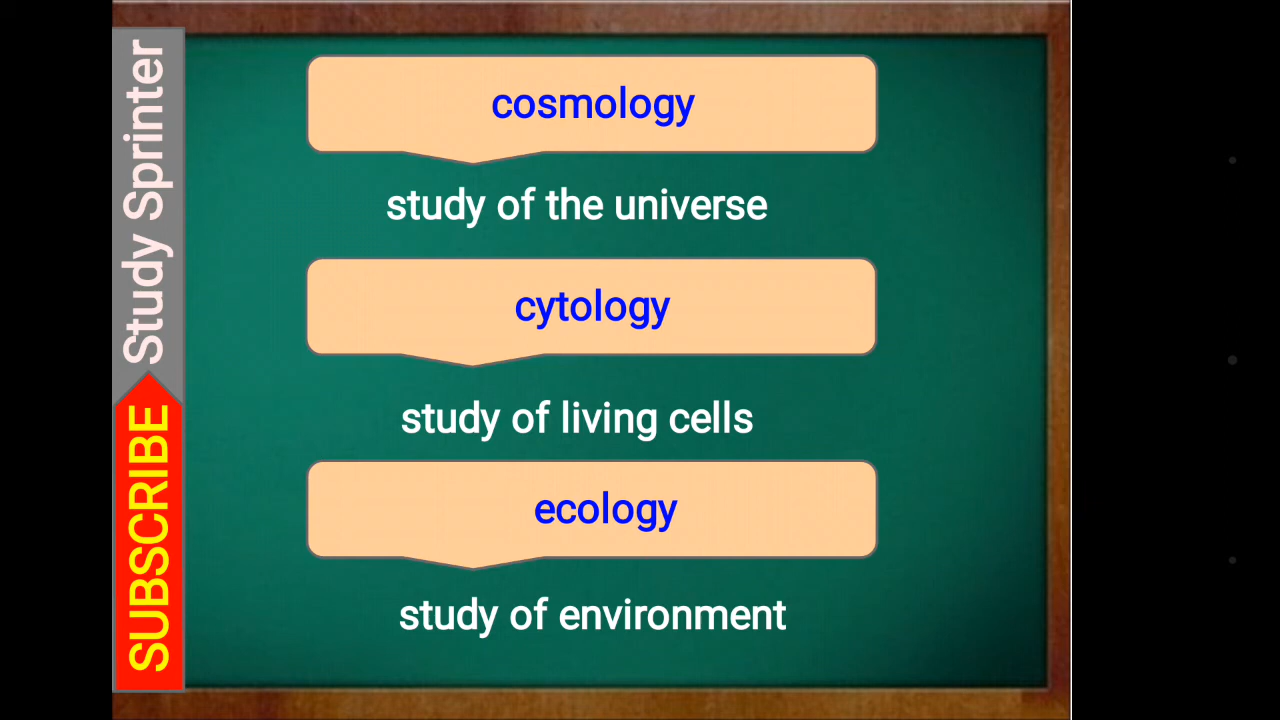 cosmology
study of the universe
cytology
study of living cells
ecology
study of environment
Study Sprinter
SUBSCRIBE